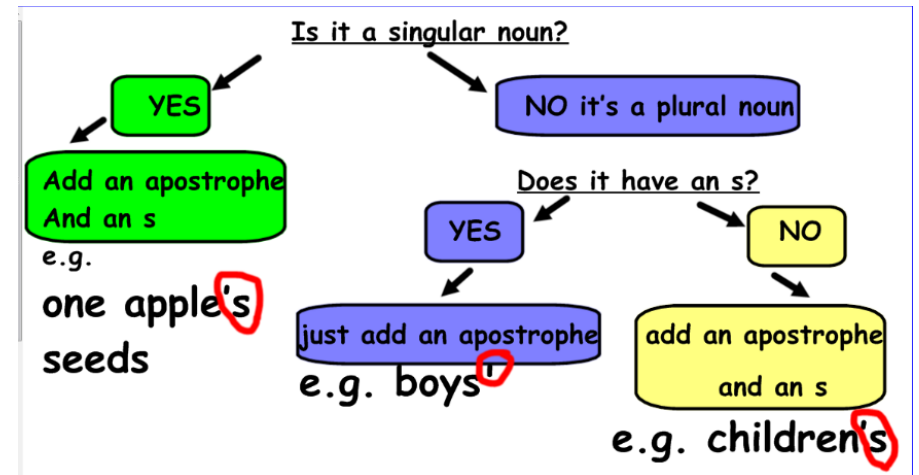 Is it a singular noun?
YES
NO it's a plural noun
Add an apostrophe
And an s
e.g.
one apple's
seeds
Does it have an s?
YES
NO
just add an apostrophe
e.g. boys'
add an apostrophe
and an s
e.g. children's